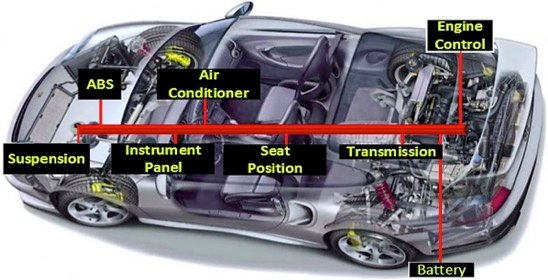 Engine
Control
ABS
Air
Conditioner
Suspension
Instrument
Panel
Seat
Position
Transmission
Battery